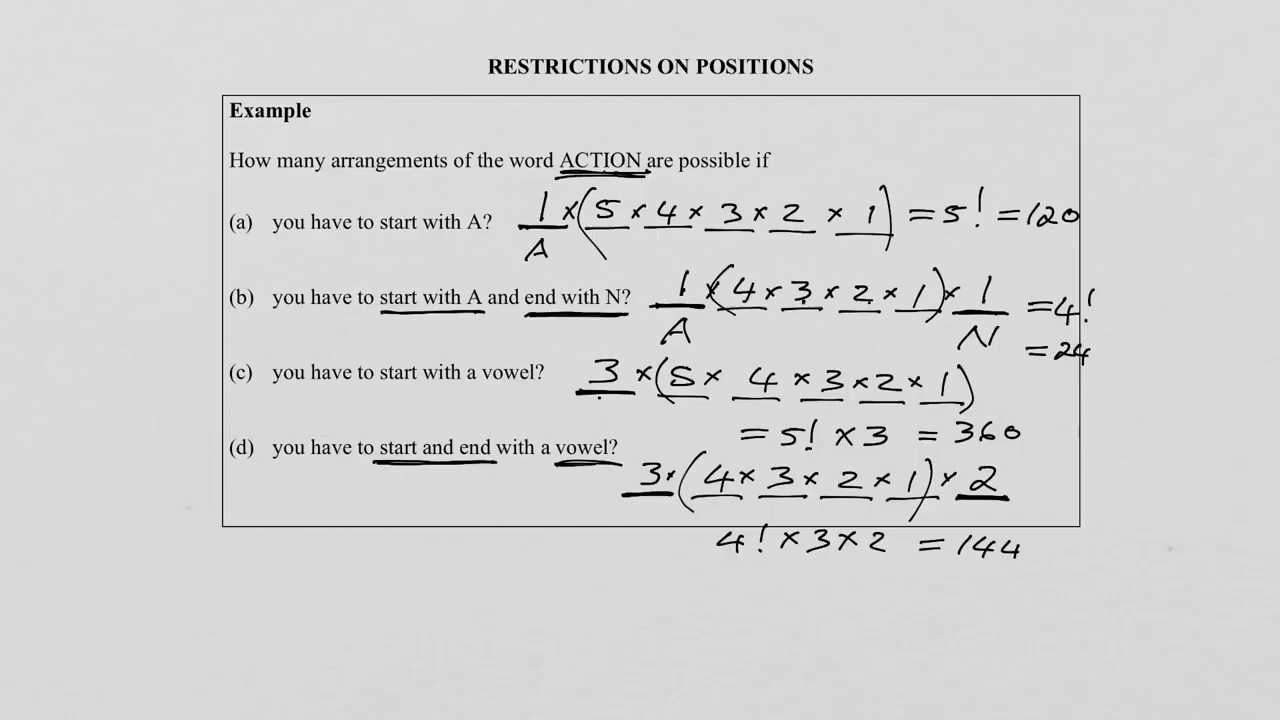 RESTRICTIONS ON POSITIONS
Example
How many arrangements of the word ACTION are possible if
(a) you have to start with A? 1 × (5 × 4 × 3 × 2 × 1) = 5! = 120
A
(b) you have to start with A and end with N? 1 × (4 × 3 × 2 × 1) × 1 = 4!
A N = 24
(c) you have to start with a vowel? 3 × (5 × 4 × 3 × 2 × 1)
= 5! × 3 = 360
(d) you have to start and end with a vowel?
3 × (4 × 3 × 2 × 1) × 2
4! × 3 × 2 = 144